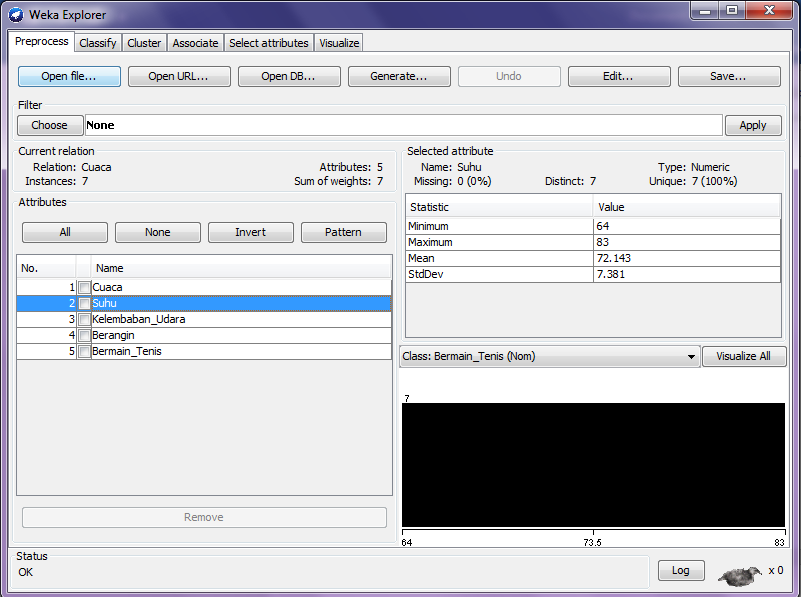 Weka Explorer
Preprocess Classify Cluster Associate Select attributes Visualize
Open file... Open URL... Open DB... Generate... Undo Edit... Save...
Filter
Choose None Apply
Current relation
Relation: Cuaca Attributes: 5
Instances: 7 Sum of weights: 7
Attributes
All None Invert Pattern
No. Name
1 Cuaca
2 Suhu
3 Kelembaban_Udara
4 Berangin
5 Bermain_Tenis
Remove
Selected attribute
Name: Suhu Type: Numeric
Missing: 0 (0%) Distinct: 7 Unique: 7 (100%)
Statistic Value
Minimum 64
Maximum 83
Mean 72.143
StdDev 7.381
Class: Bermain_Tenis (Nom) Visualize All
7
64 73.5 83
Status
OK
Log x 0